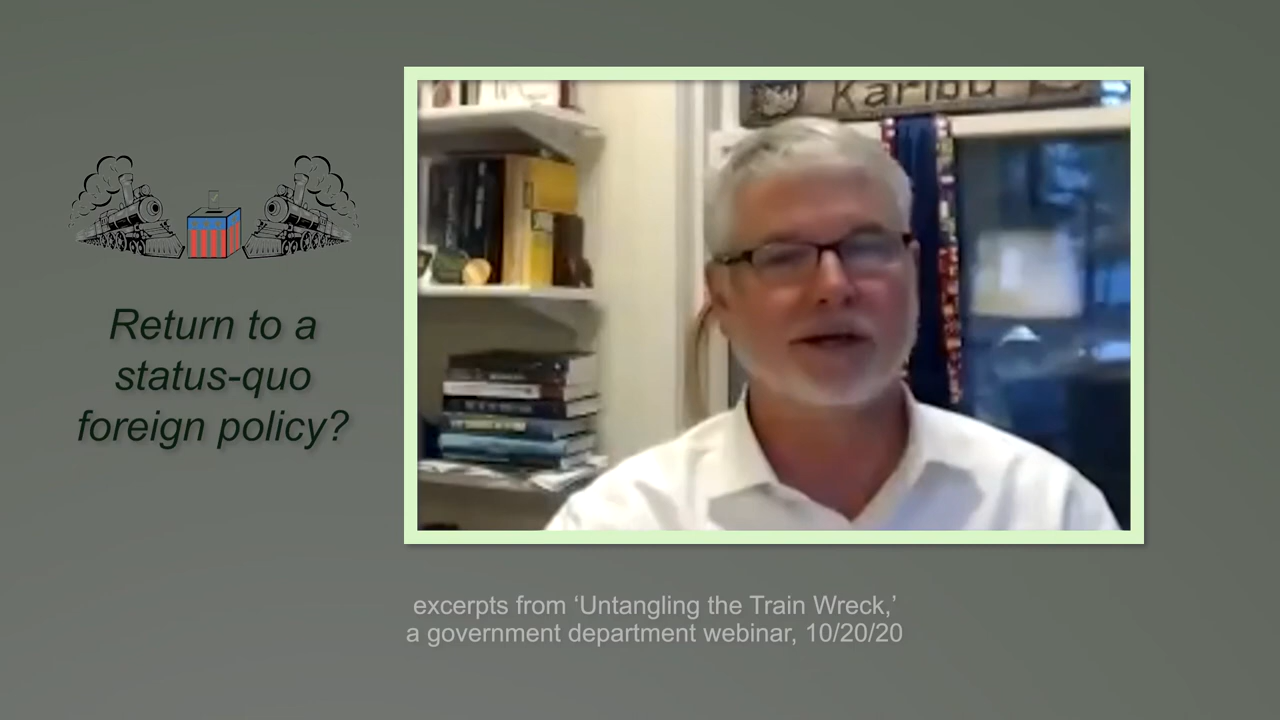 Karibu
Return to a
status-quo
foreign policy?
excerpts from ‘Untangling the Train Wreck,’
a government department webinar, 10/20/20